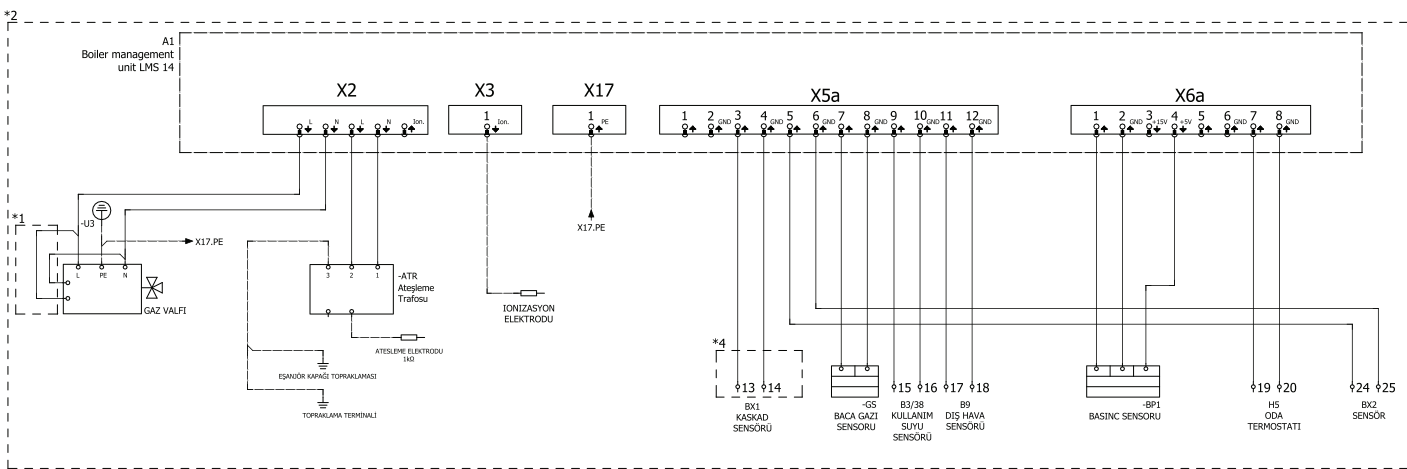 *2
A1
Boiler management
unit LMS 14
X2
X3
X17
X5a
X6a
L N L N Ion.
1 Ion.
1 PE
1 2 GND 3 4 GND 5 6 GND 7 8 GND 9 10 GND 11 12 GND
1 2 GND 3 +15V 4 +5V 5 6 GND 7 8 GND
*1
-U3
X17.PE
X17.PE
L PE N
GAZ VALFİ
3 2 1
-ATR
Ateşleme
Trafosu
IONIZASYON
ELEKTRODU
ATESLEME ELEKTRODU
1kΩ
EŞANJÖR KAPAĞI TOPRAKLAMASI
TOPRAKLAMA TERMİNALİ
*4
13 14
BX1
KASKAD
SENSÖRÜ
-GS
BACA GAZI
SENSORU
15 16
B3/38
KULLANIM
SUYU
SENSÖRÜ
17 18
B9
DIŞ HAVA
SENSÖRÜ
-BP1
BASINC SENSORU
19 20
H5
ODA
TERMOSTATI
24 25
BX2
SENSÖR